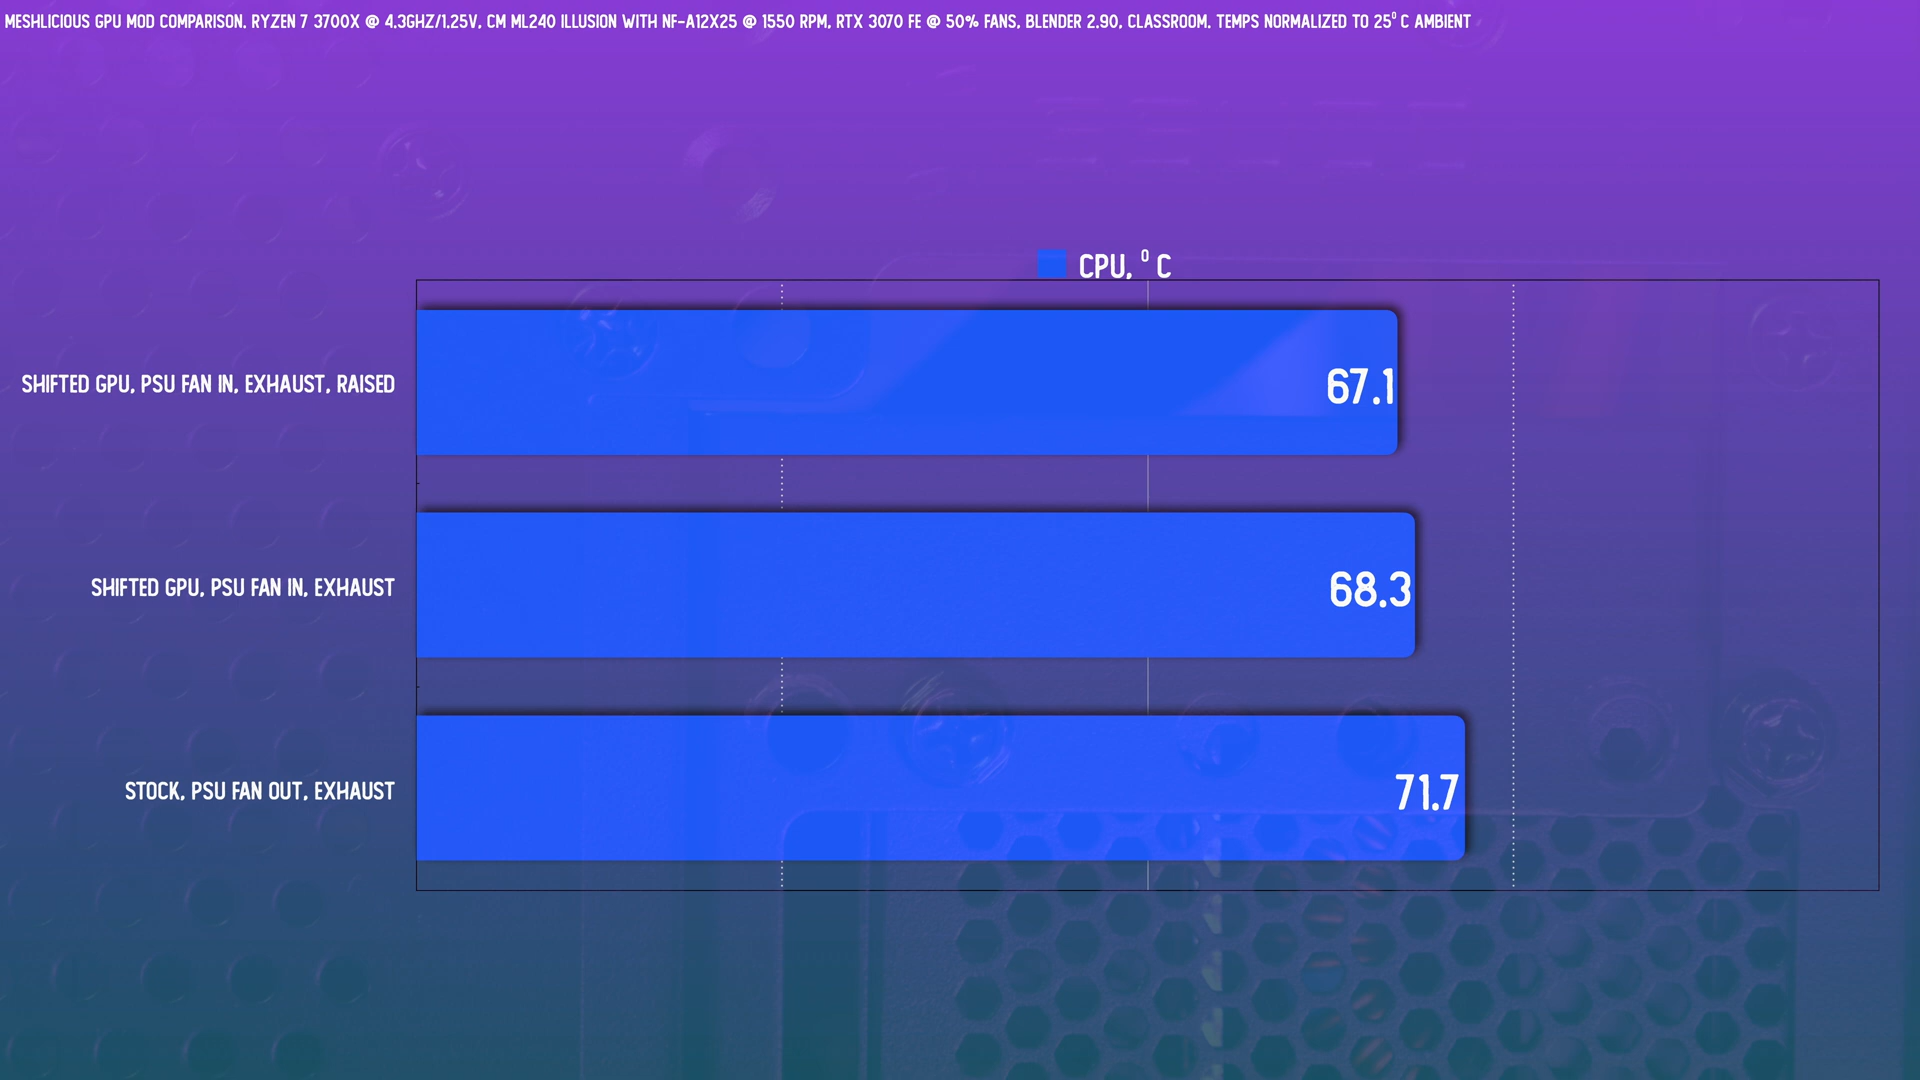 MESHLICIOUS GPU MOD COMPARISON. RYZEN 7 3700X @ 4.3GHZ/1.25V, CM ML240 ILLUSION WITH NF-A12X25 @ 1550 RPM, RTX 3070 FE @ 50% FANS, BLENDER 2.90, CLASSROOM. TEMPS NORMALIZED TO 25° C AMBIENT
CPU, ° C
SHIFTED GPU, PSU FAN IN, EXHAUST, RAISED 67.1
SHIFTED GPU, PSU FAN IN, EXHAUST 68.3
STOCK, PSU FAN OUT, EXHAUST 71.7